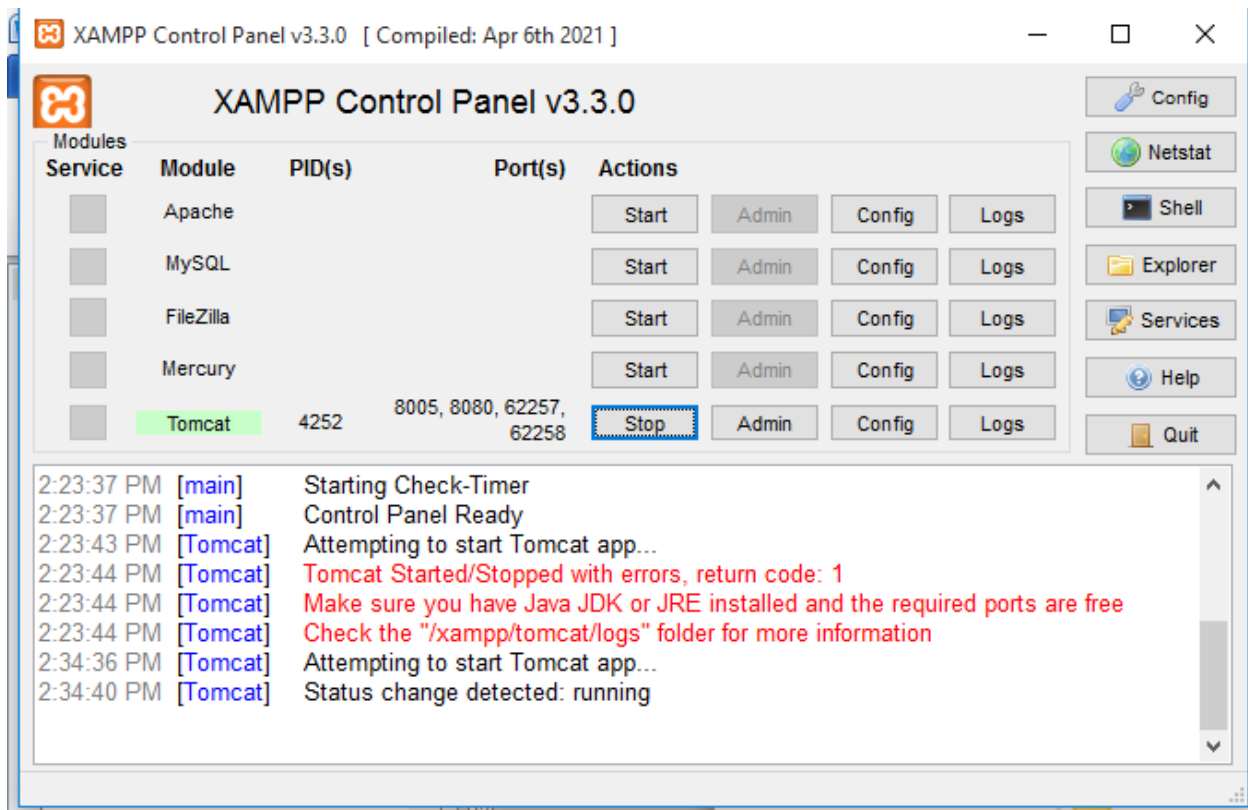 XAMPP Control Panel v3.3.0 [ Compiled: Apr 6th 2021 ]
XAMPP Control Panel v3.3.0
Config
Modules
Service Module PID(s) Port(s) Actions
Netstat
Apache Start Admin Config Logs
Shell
MySQL Start Admin Config Logs
Explorer
FileZilla Start Admin Config Logs
Services
Mercury Start Admin Config Logs
Help
Tomcat 4252 8005, 8080, 62257,
62258 Stop Admin Config Logs
Quit
2:23:37 PM [main] Starting Check-Timer
2:23:37 PM [main] Control Panel Ready
2:23:43 PM [Tomcat] Attempting to start Tomcat app...
2:23:44 PM [Tomcat] Tomcat Started/Stopped with errors, return code: 1
2:23:44 PM [Tomcat] Make sure you have Java JDK or JRE installed and the required ports are free
2:23:44 PM [Tomcat] Check the "/xampp/tomcat/logs" folder for more information
2:34:36 PM [Tomcat] Attempting to start Tomcat app...
2:34:40 PM [Tomcat] Status change detected: running